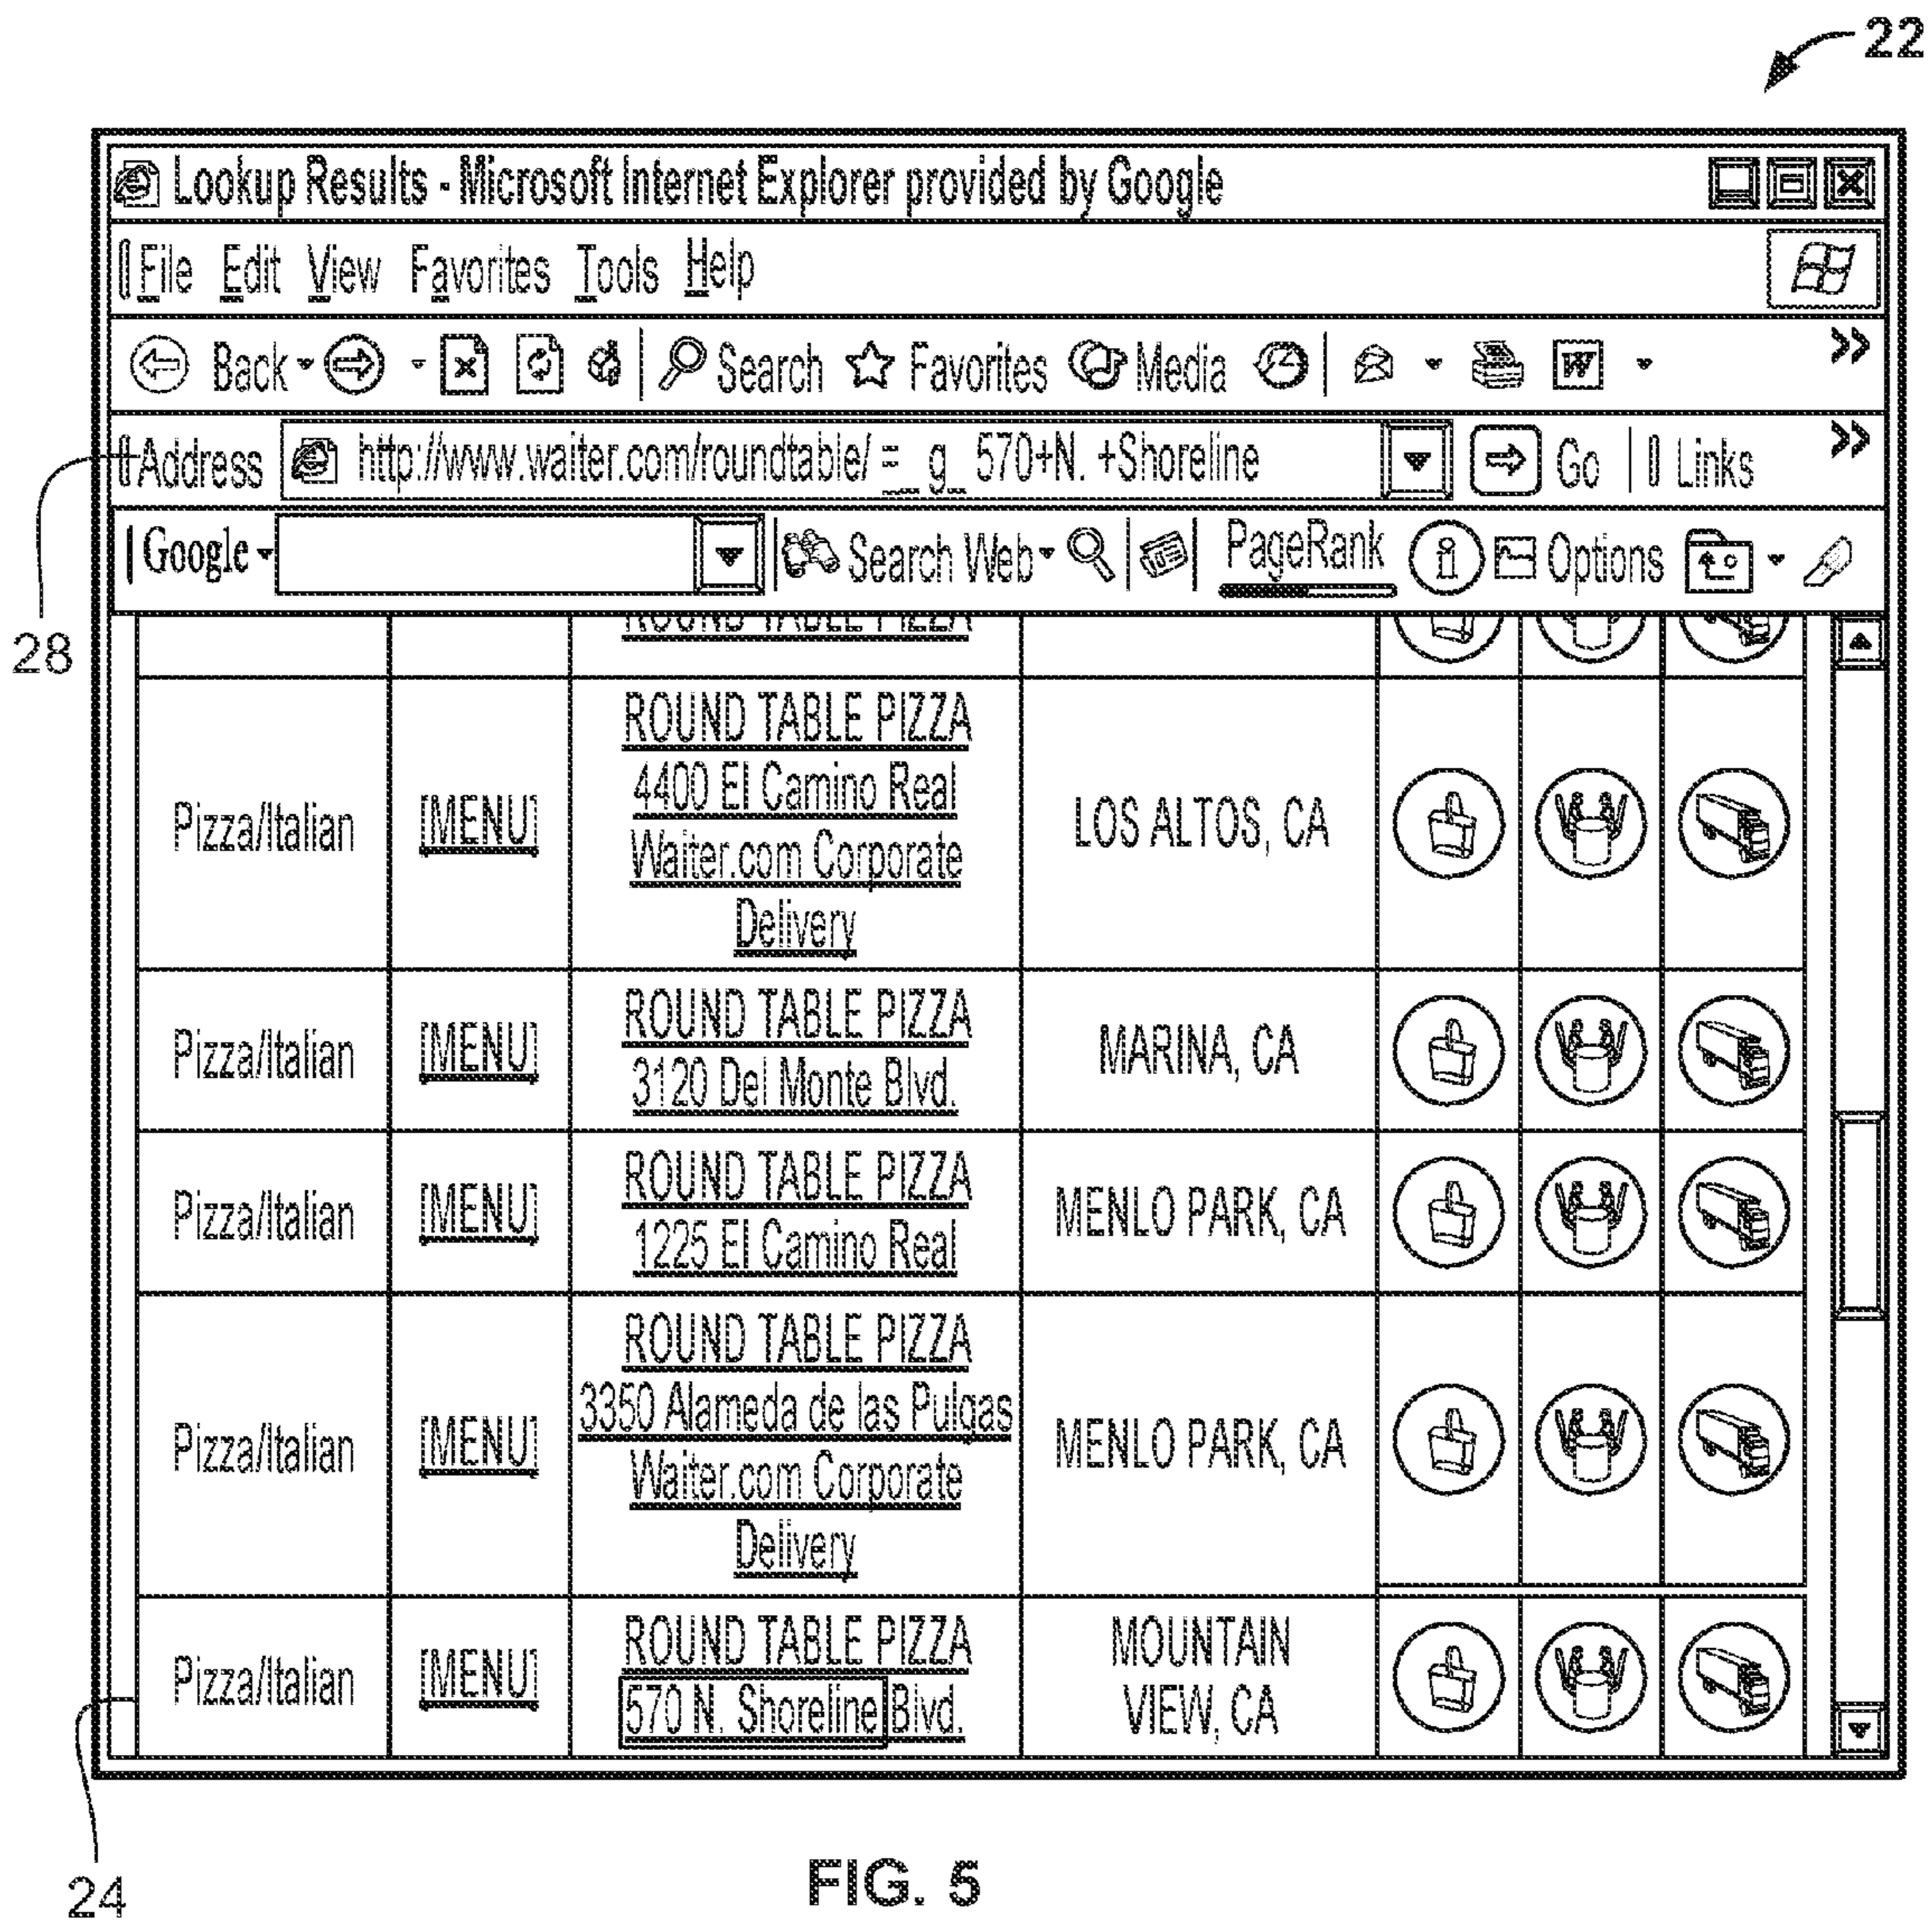 22
Lookup Results - Microsoft Internet Explorer provided by Google
File Edit View Favorites Tools Help
Back Search Favorites Media W
Address http://www.waiter.com/roundtable/ =__g_ 570+N. +Shoreline Go Links
28
Google Search Web PageRank i Options
ROUND TABLE PIZZA
Pizza/Italian [MENU] ROUND TABLE PIZZA
4400 El Camino Real
Waiter.com Corporate
Delivery
LOS ALTOS, CA
Pizza/Italian [MENU] ROUND TABLE PIZZA
3120 Del Monte Blvd.
MARINA, CA
Pizza/Italian [MENU] ROUND TABLE PIZZA
1225 El Camino Real
MENLO PARK, CA
Pizza/Italian [MENU] ROUND TABLE PIZZA
3350 Alameda de las Pulgas
Waiter.com Corporate
Delivery
MENLO PARK, CA
Pizza/Italian [MENU] ROUND TABLE PIZZA
570 N. Shoreline Blvd.
MOUNTAIN
VIEW, CA
24
FIG. 5